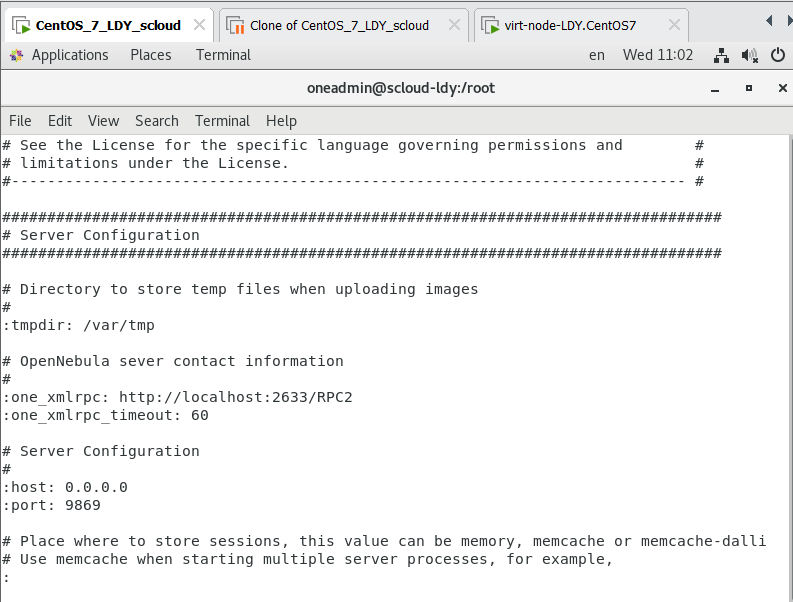 CentOS_7_LDY_scloud
Clone of CentOS_7_LDY_scloud
virt-node-LDY.CentOS7
Applications Places Terminal en Wed 11:02
oneadmin@scloud-ldy:/root
File Edit View Search Terminal Help
# See the License for the specific language governing permissions and        #
# limitations under the License.                                             #
#--------------------------------------------------------------------------- #
################################################################################
# Server Configuration
################################################################################
# Directory to store temp files when uploading images
#
:tmpdir: /var/tmp
# OpenNebula sever contact information
#
:one_xmlrpc: http://localhost:2633/RPC2
:one_xmlrpc_timeout: 60
# Server Configuration
#
:host: 0.0.0.0
:port: 9869
# Place where to store sessions, this value can be memory, memcache or memcache-dalli
# Use memcache when starting multiple server processes, for example,
: